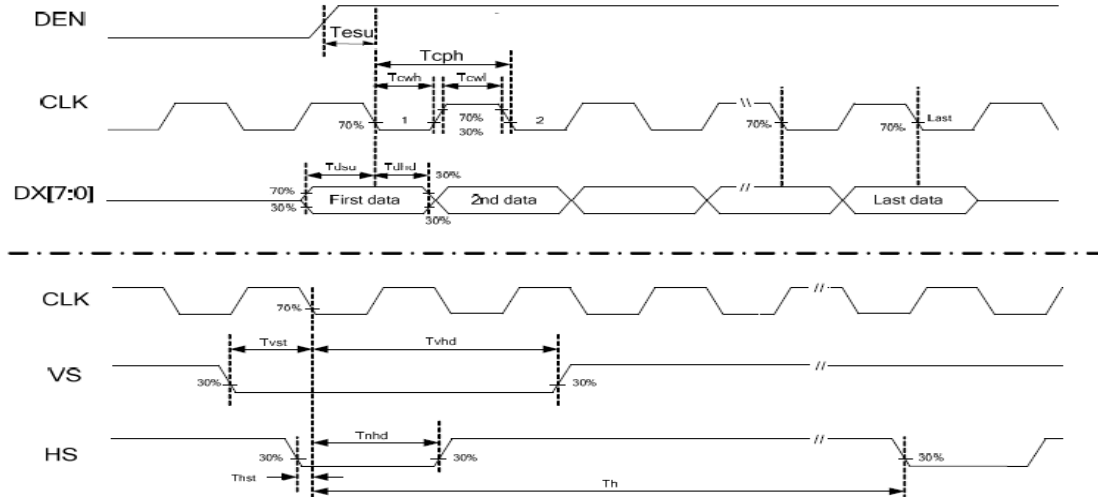 DEN
Tesu
Tcph
Tcwh
Tcwl
CLK
70%
1
70%
30%
2
\\
70%
70%
Last
Tdsu
Tdhd
30%
DX[7:0]
70%
30%
First data
30%
2nd data
//
Last data
CLK
70%
//
Tvst
Tvhd
VS
30%
30%
//
Tnhd
HS
30%
30%
//
30%
Thst
Th